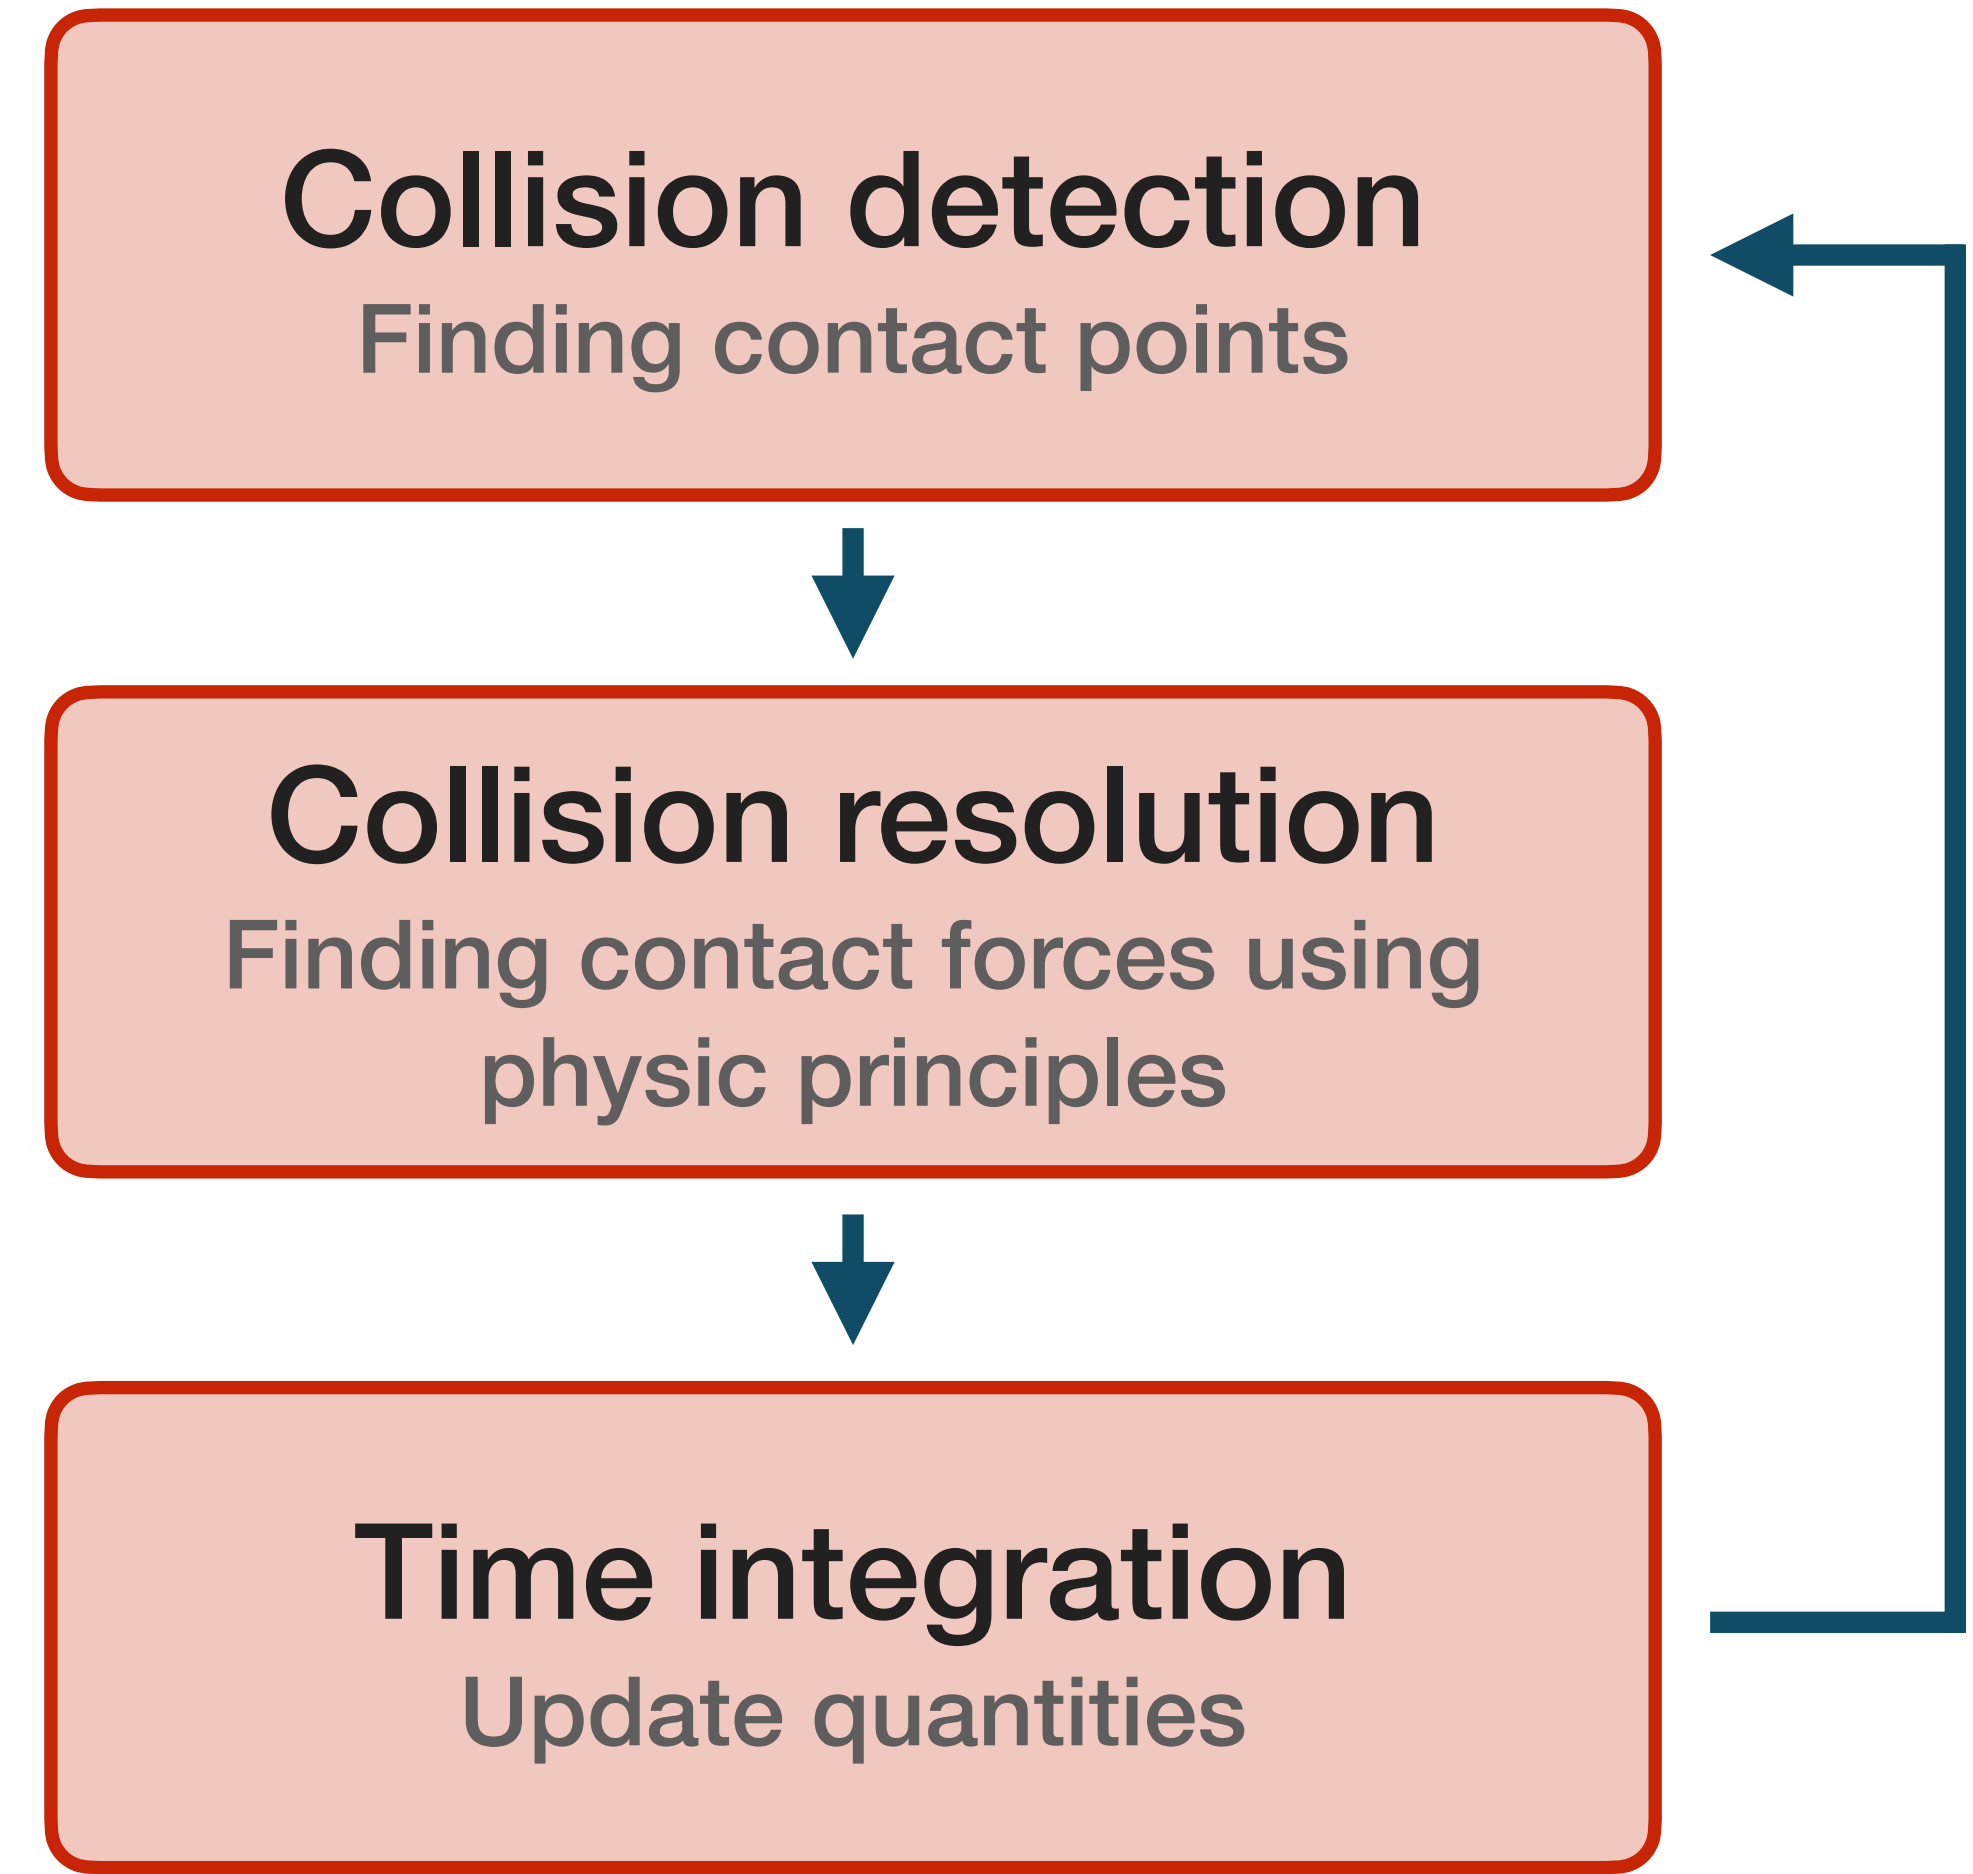 Collision detection
Finding contact points
Collision resolution
Finding contact forces using
physic principles
Time integration
Update quantities